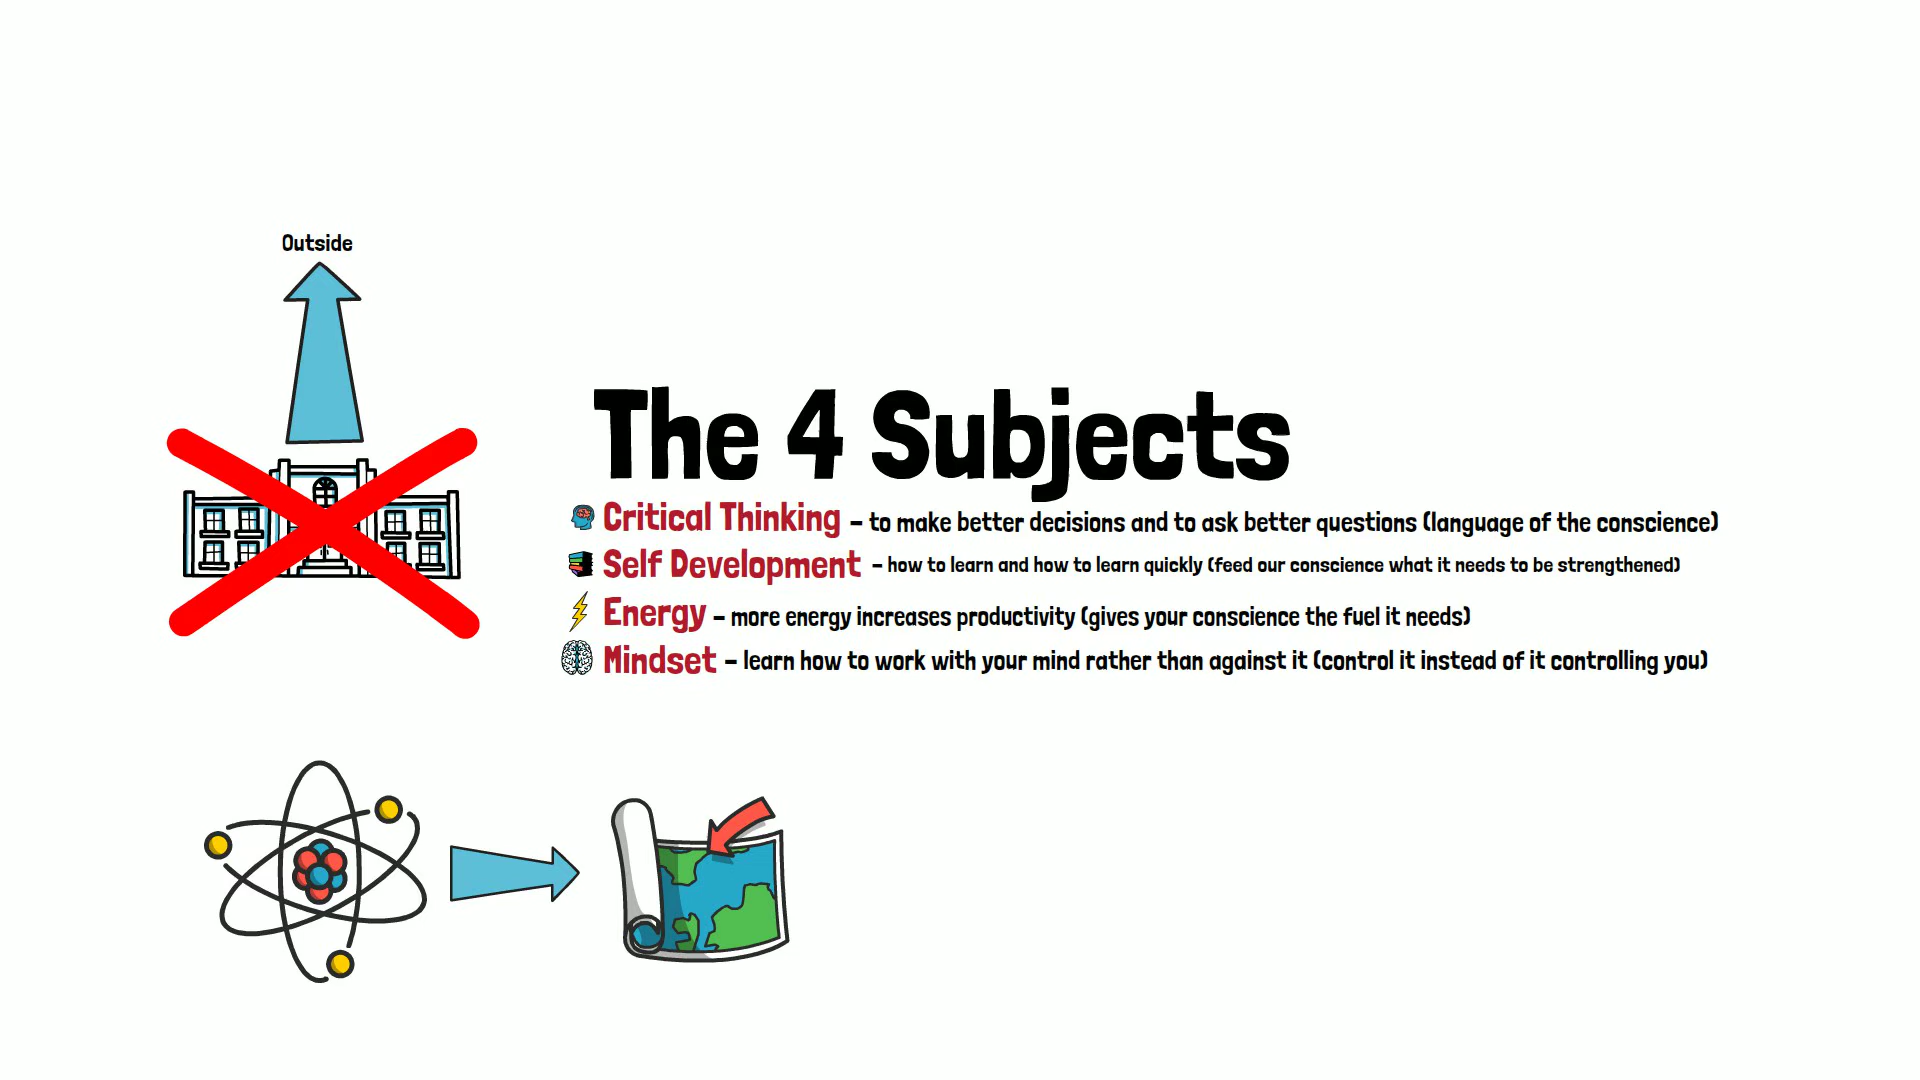 Outside
The 4 Subjects
Critical Thinking – to make better decisions and to ask better questions (language of the conscience)
Self Development – how to learn and how to learn quickly (feed our conscience what it needs to be strengthened)
Energy – more energy increases productivity (gives your conscience the fuel it needs)
Mindset – learn how to work with your mind rather than against it (control it instead of it controlling you)